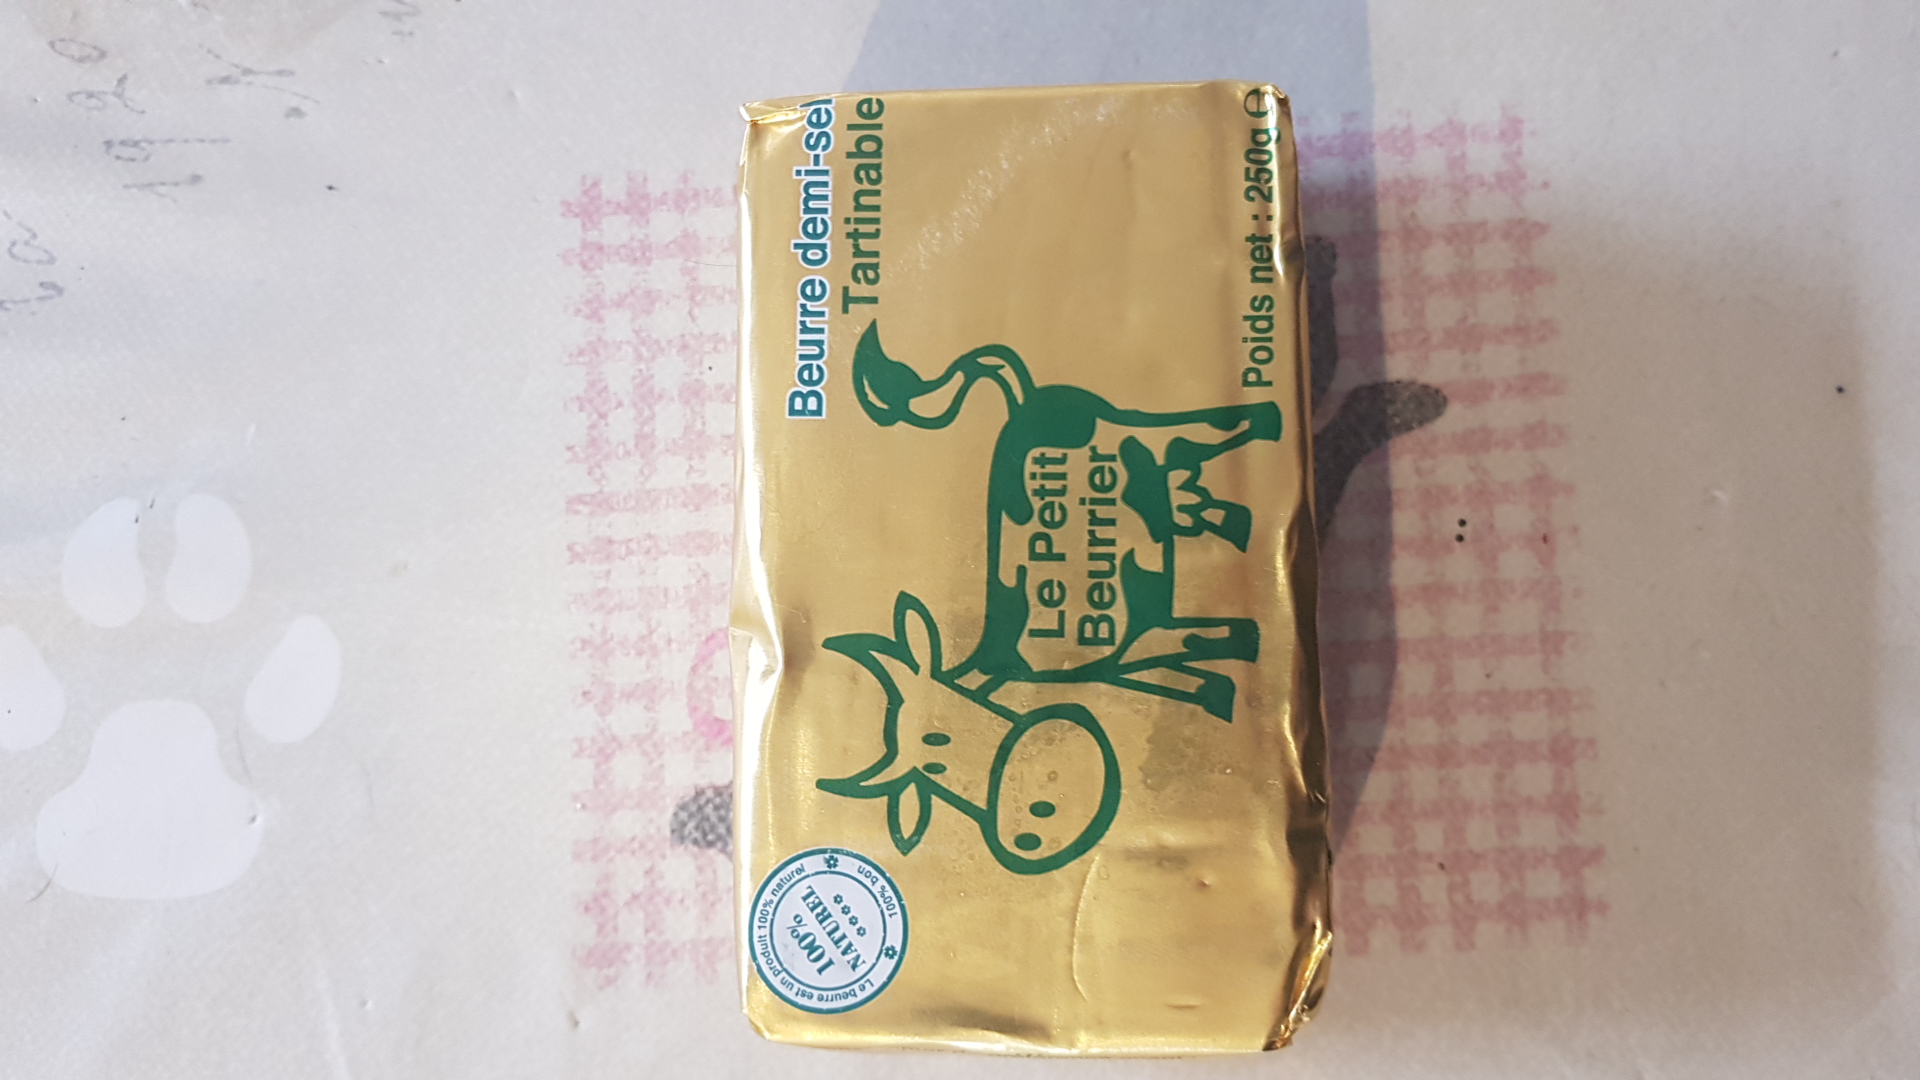 Beurre demi-sel
Tartinable
Le Petit
Beurrier
Poids net : 250g ℮
Le beurre est un produit 100% naturel
100% bon
100%
NATUREL